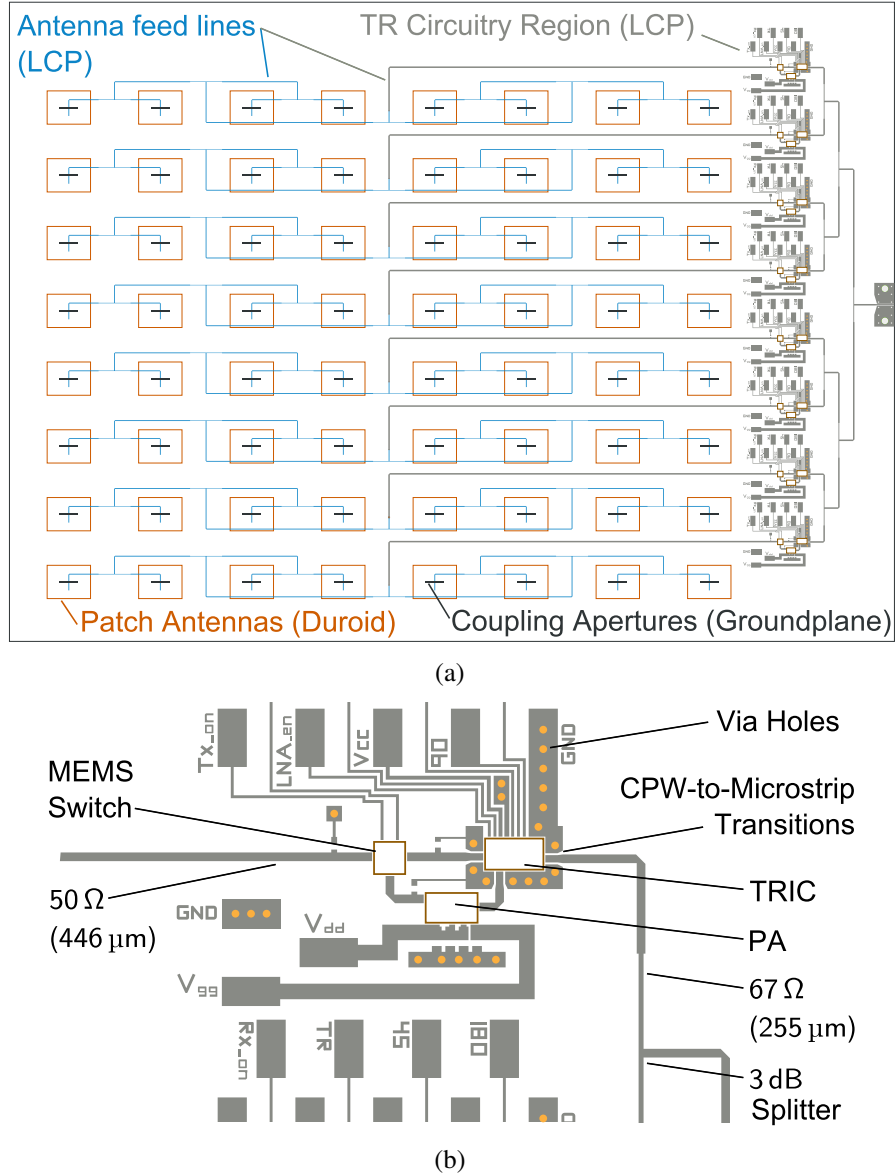 Antenna feed lines
(LCP)
TR Circuitry Region (LCP)
Patch Antennas (Duroid)
Coupling Apertures (Groundplane)
(a)
Tx_on
LNA_en
Vcc
90
GND
Via Holes
MEMS
Switch
CPW-to-Microstrip
Transitions
50 Ω
(446 µm)
TRIC
GND
Vdd
PA
Vgg
67 Ω
(255 µm)
Rx_on
TR
45
180
3 dB
Splitter
(b)